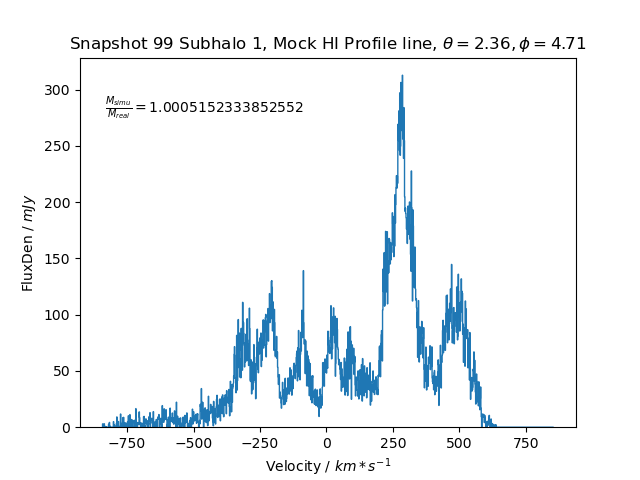 Snapshot 99 Subhalo 1, Mock HI Profile line, θ = 2.36, ϕ = 4.71
M_simu/M_real = 1.0005152333852552
300
250
200
150
100
50
0
FluxDen / mJy
−750 −500 −250 0 250 500 750
Velocity / km * s⁻¹